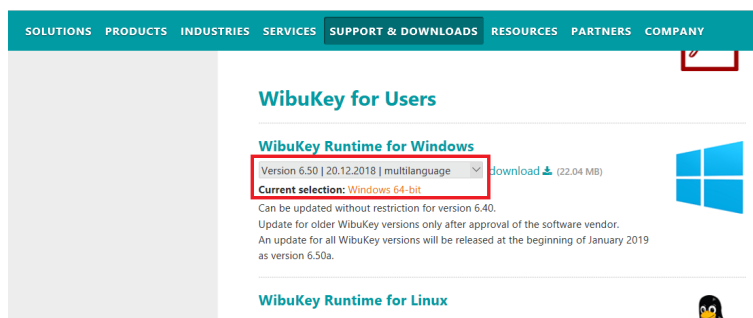 SOLUTIONS PRODUCTS INDUSTRIES SERVICES SUPPORT & DOWNLOADS RESOURCES PARTNERS COMPANY
WibuKey for Users
WibuKey Runtime for Windows
Version 6.50 | 20.12.2018 | multilanguage download (22.04 MB)
Current selection: Windows 64-bit
Can be updated without restriction for version 6.40.
Update for older WibuKey versions only after approval of the software vendor.
An update for all WibuKey versions will be released at the beginning of January 2019
as version 6.50a.
WibuKey Runtime for Linux